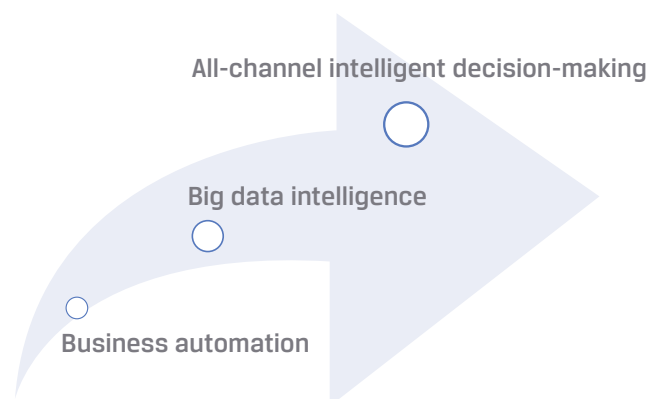 All-channel intelligent decision-making
Big data intelligence
Business automation